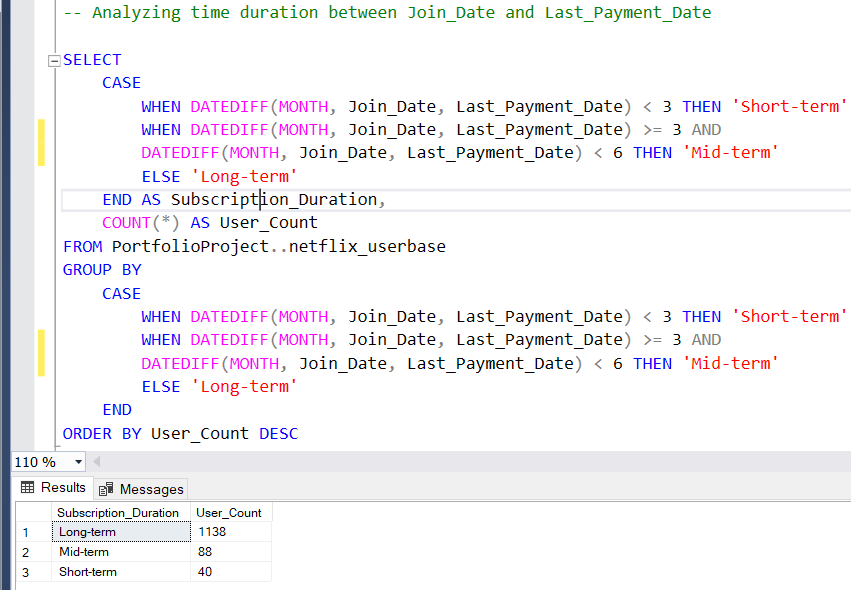 -- Analyzing time duration between Join_Date and Last_Payment_Date
SELECT
CASE
WHEN DATEDIFF(MONTH, Join_Date, Last_Payment_Date) < 3 THEN 'Short-term'
WHEN DATEDIFF(MONTH, Join_Date, Last_Payment_Date) >= 3 AND
DATEDIFF(MONTH, Join_Date, Last_Payment_Date) < 6 THEN 'Mid-term'
ELSE 'Long-term'
END AS Subscription_Duration,
COUNT(*) AS User_Count
FROM PortfolioProject..netflix_userbase
GROUP BY
CASE
WHEN DATEDIFF(MONTH, Join_Date, Last_Payment_Date) < 3 THEN 'Short-term'
WHEN DATEDIFF(MONTH, Join_Date, Last_Payment_Date) >= 3 AND
DATEDIFF(MONTH, Join_Date, Last_Payment_Date) < 6 THEN 'Mid-term'
ELSE 'Long-term'
END
ORDER BY User_Count DESC
110 %
Results Messages
Subscription_Duration User_Count
1 Long-term 1138
2 Mid-term 88
3 Short-term 40